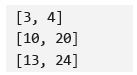 [3, 4]
[10, 20]
[13, 24]